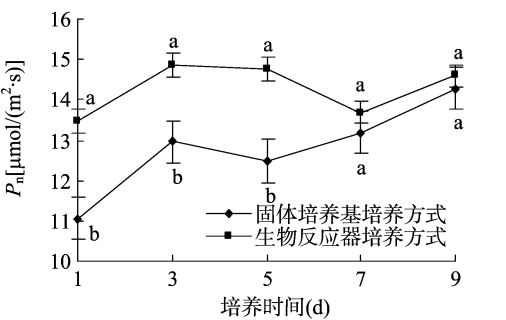 16
15
14
13
12
11
10
Pn[μmol/(m²·s)]
a
a
a
a
a
b
b
b
a
a
固体培养基培养方式
生物反应器培养方式
1 3 5 7 9
培养时间(d)